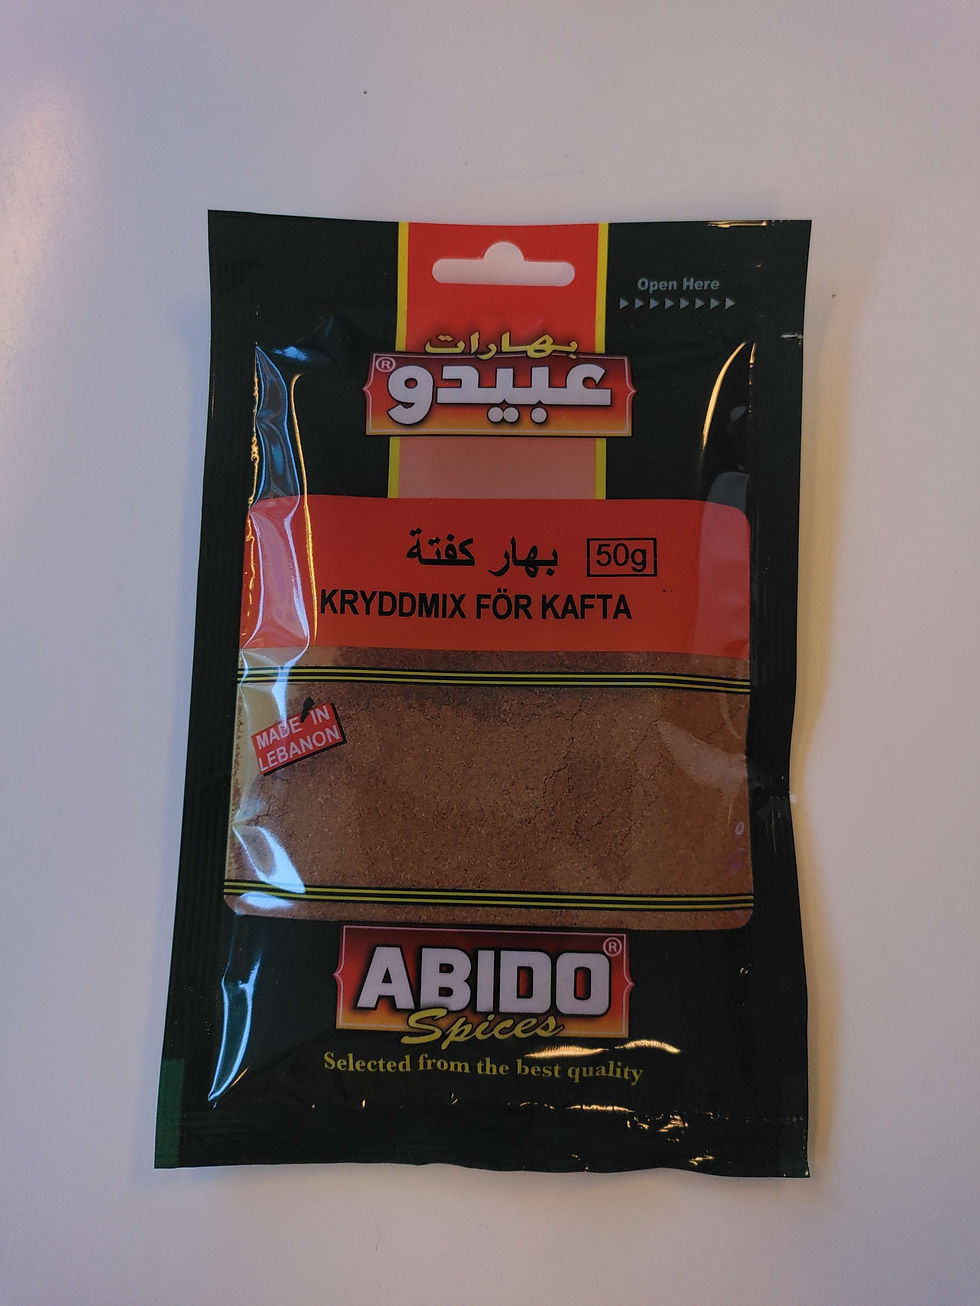 Open Here
بهارات
عبيدو®
بهار كفتة 50g
KRYDDMIX FÖR KAFTA
MADE IN
LEBANON
ABIDO®
Spices
Selected from the best quality